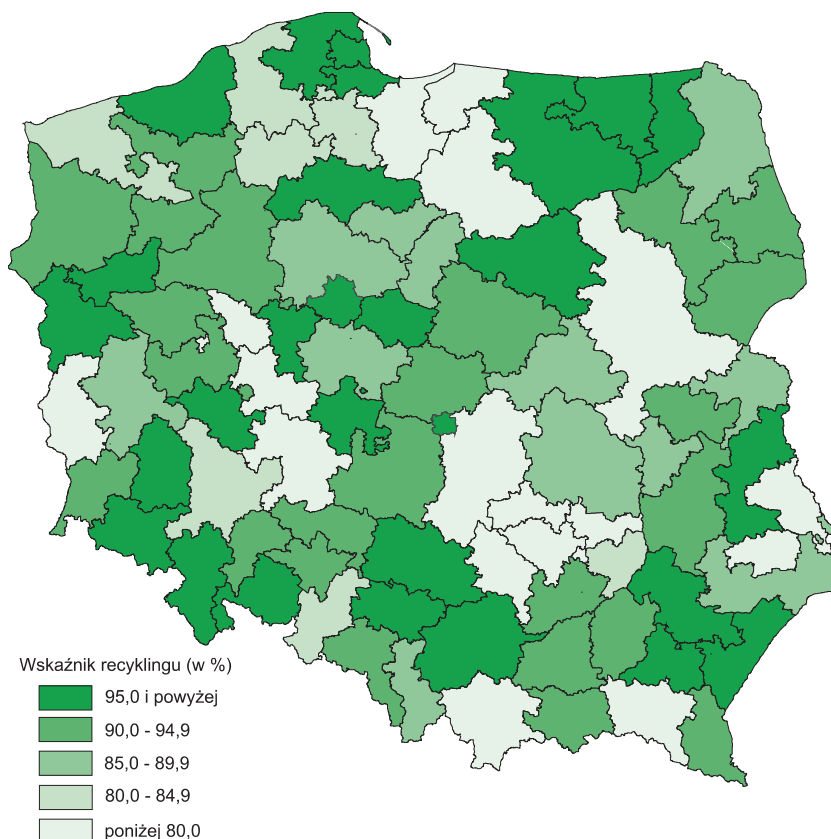 Wskaźnik recyklingu (w %)
95,0 i powyżej
90,0 - 94,9
85,0 - 89,9
80,0 - 84,9
poniżej 80,0